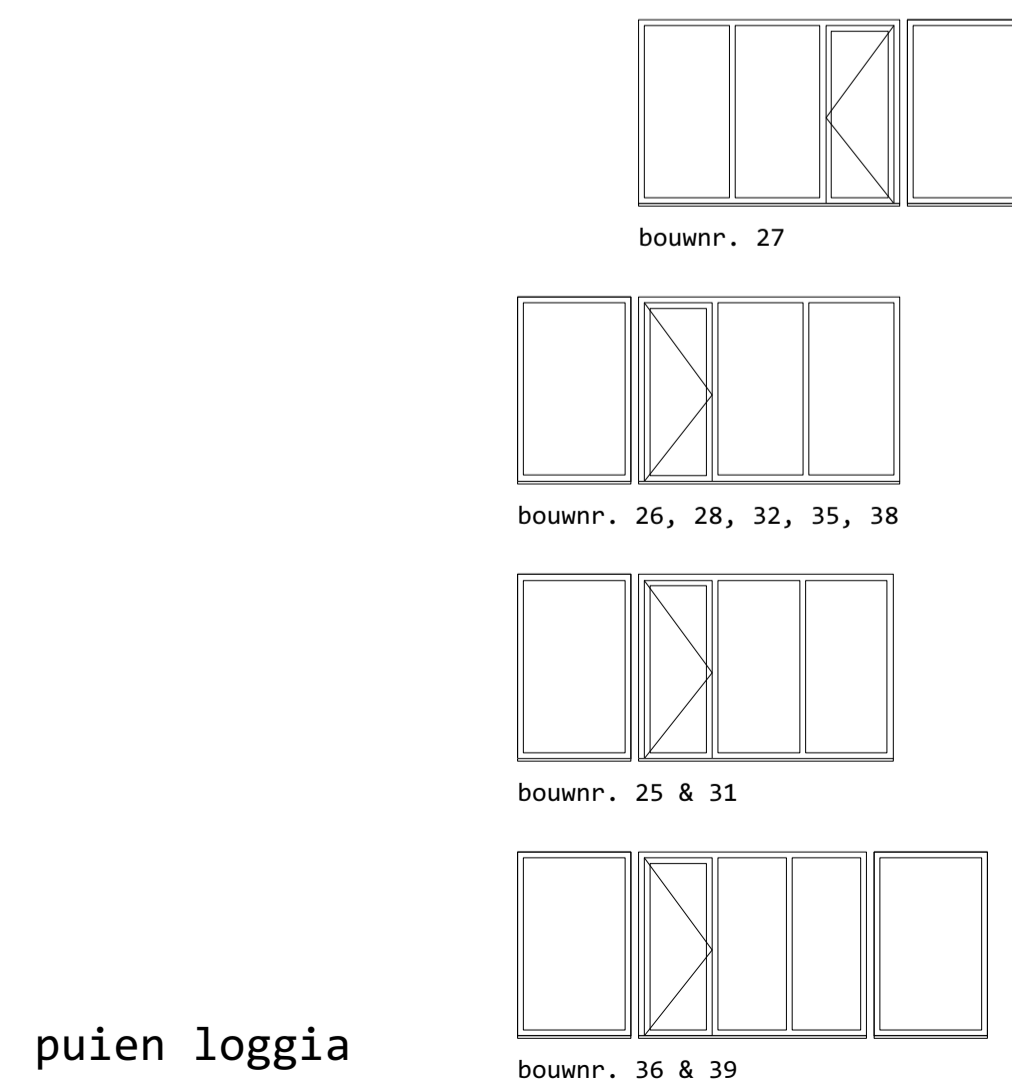 bouwnr. 27
bouwnr. 26, 28, 32, 35, 38
bouwnr. 25 & 31
puien loggia
bouwnr. 36 & 39